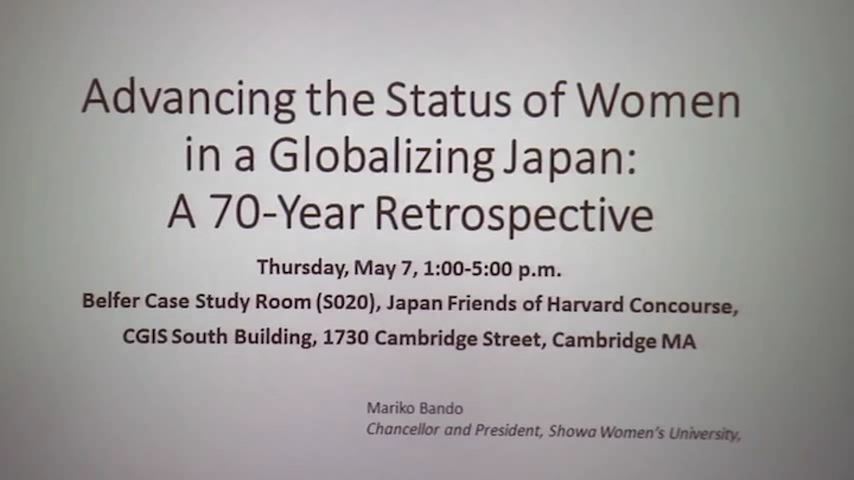 Advancing the Status of Women
in a Globalizing Japan:
A 70-Year Retrospective
Thursday, May 7, 1:00-5:00 p.m.
Belfer Case Study Room (S020), Japan Friends of Harvard Concourse,
CGIS South Building, 1730 Cambridge Street, Cambridge MA
Mariko Bando
Chancellor and President, Showa Women's University,